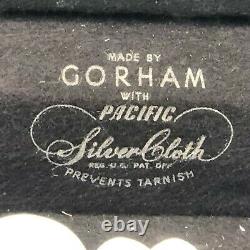 MADE BY
GORHAM
WITH
PACIFIC
Silver Cloth
REG. U.S. PAT. OFF.
PREVENTS TARNISH